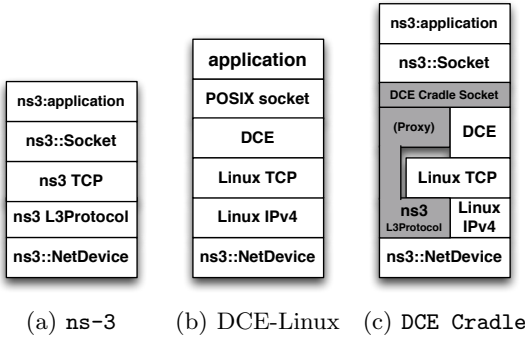 ns3:application
ns3::Socket
ns3 TCP
ns3 L3Protocol
ns3::NetDevice
(a) ns-3
application
POSIX socket
DCE
Linux TCP
Linux IPv4
ns3::NetDevice
(b) DCE-Linux
ns3:application
ns3::Socket
DCE Cradle Socket
(Proxy)
DCE
Linux TCP
ns3
L3Protocol
Linux
IPv4
ns3::NetDevice
(c) DCE Cradle